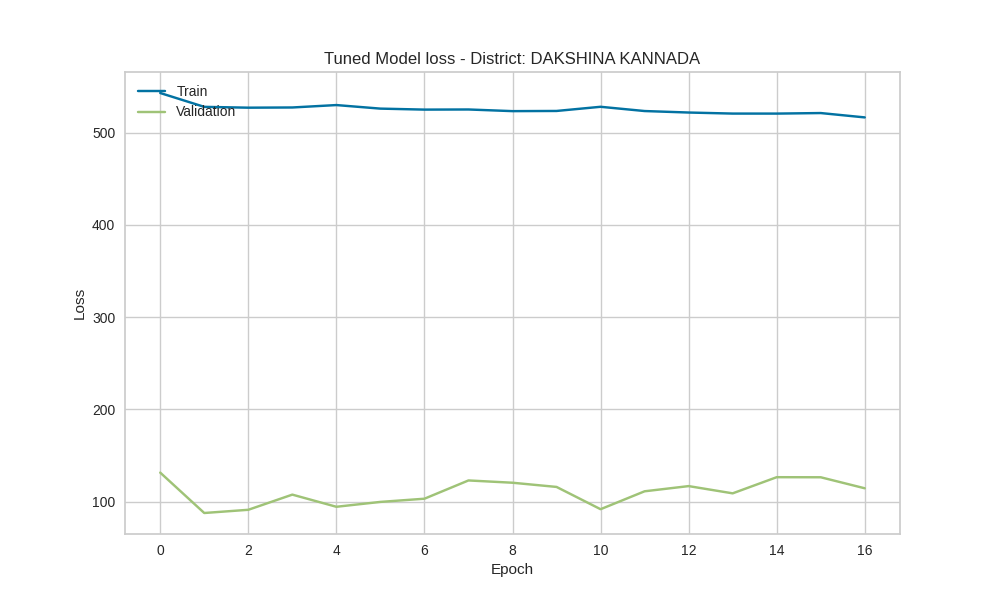 Tuned Model loss - District: DAKSHINA KANNADA
Train
Validation
500
400
300
200
100
Loss
0 2 4 6 8 10 12 14 16
Epoch